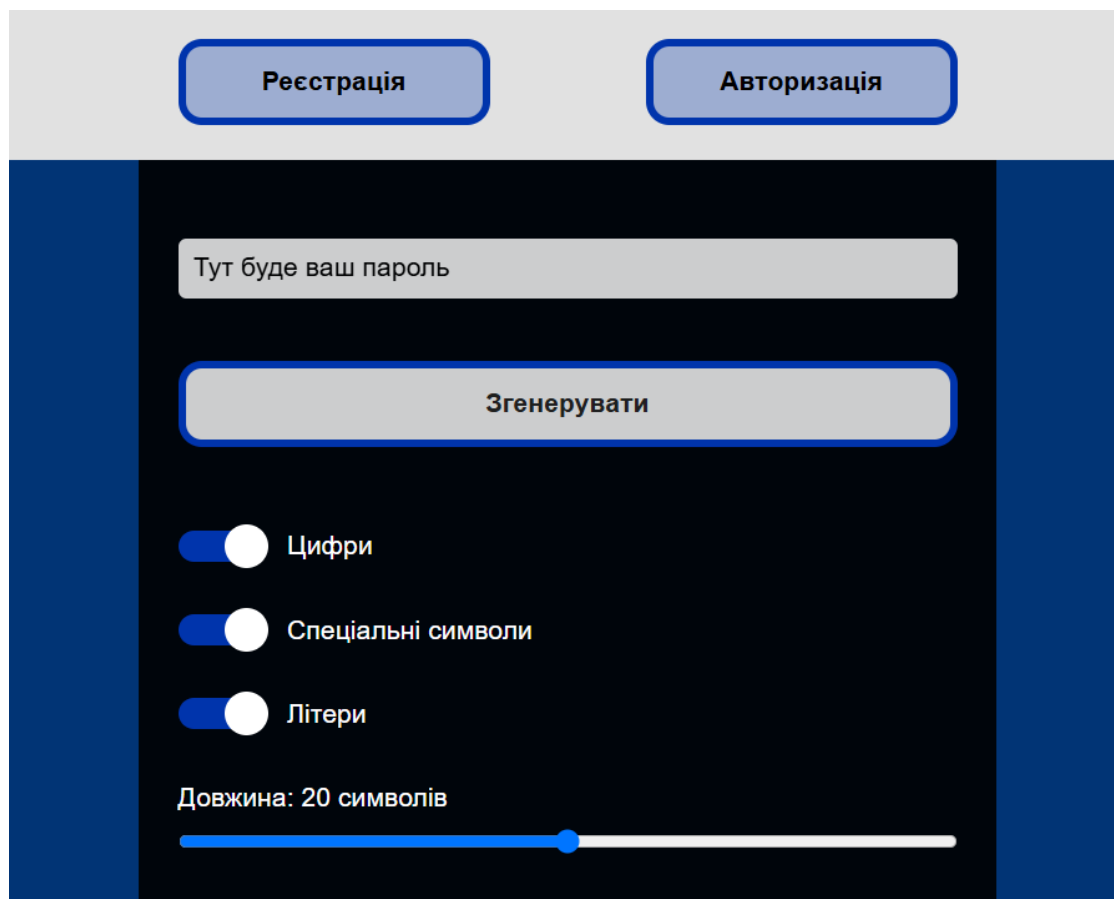 Реєстрація
Авторизація
Тут буде ваш пароль
Згенерувати
Цифри
Спеціальні символи
Літери
Довжина: 20 символів